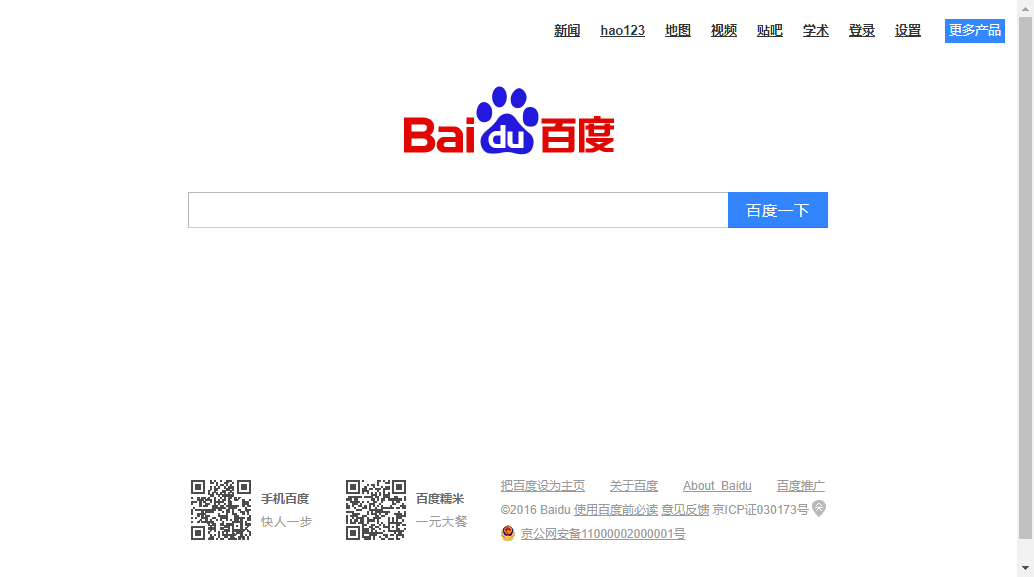 新闻 hao123 地图 视频 贴吧 学术 登录 设置 更多产品
Baidu百度
百度一下
手机百度
快人一步
百度糯米
一元大餐
把百度设为主页 关于百度 About Baidu 百度推广
©2016 Baidu 使用百度前必读 意见反馈 京ICP证030173号
京公网安备11000002000001号